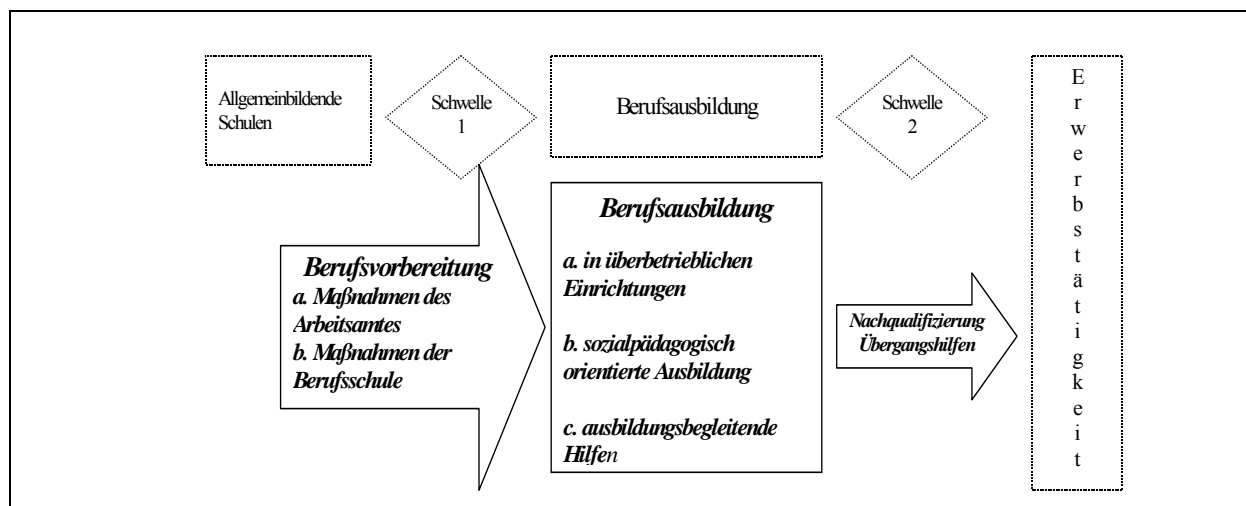 Allgemeinbildende
Schulen
Schwelle
1
Berufsausbildung
Schwelle
2
Erwerbstätigkeit
Berufsvorbereitung
a. Maßnahmen des
Arbeitsamtes
b. Maßnahmen der
Berufsschule
Berufsausbildung
a. in überbetrieblichen
Einrichtungen
b. sozialpädagogisch
orientierte Ausbildung
c. ausbildungsbegleitende
Hilfen
Nachqualifizierung
Übergangshilfen